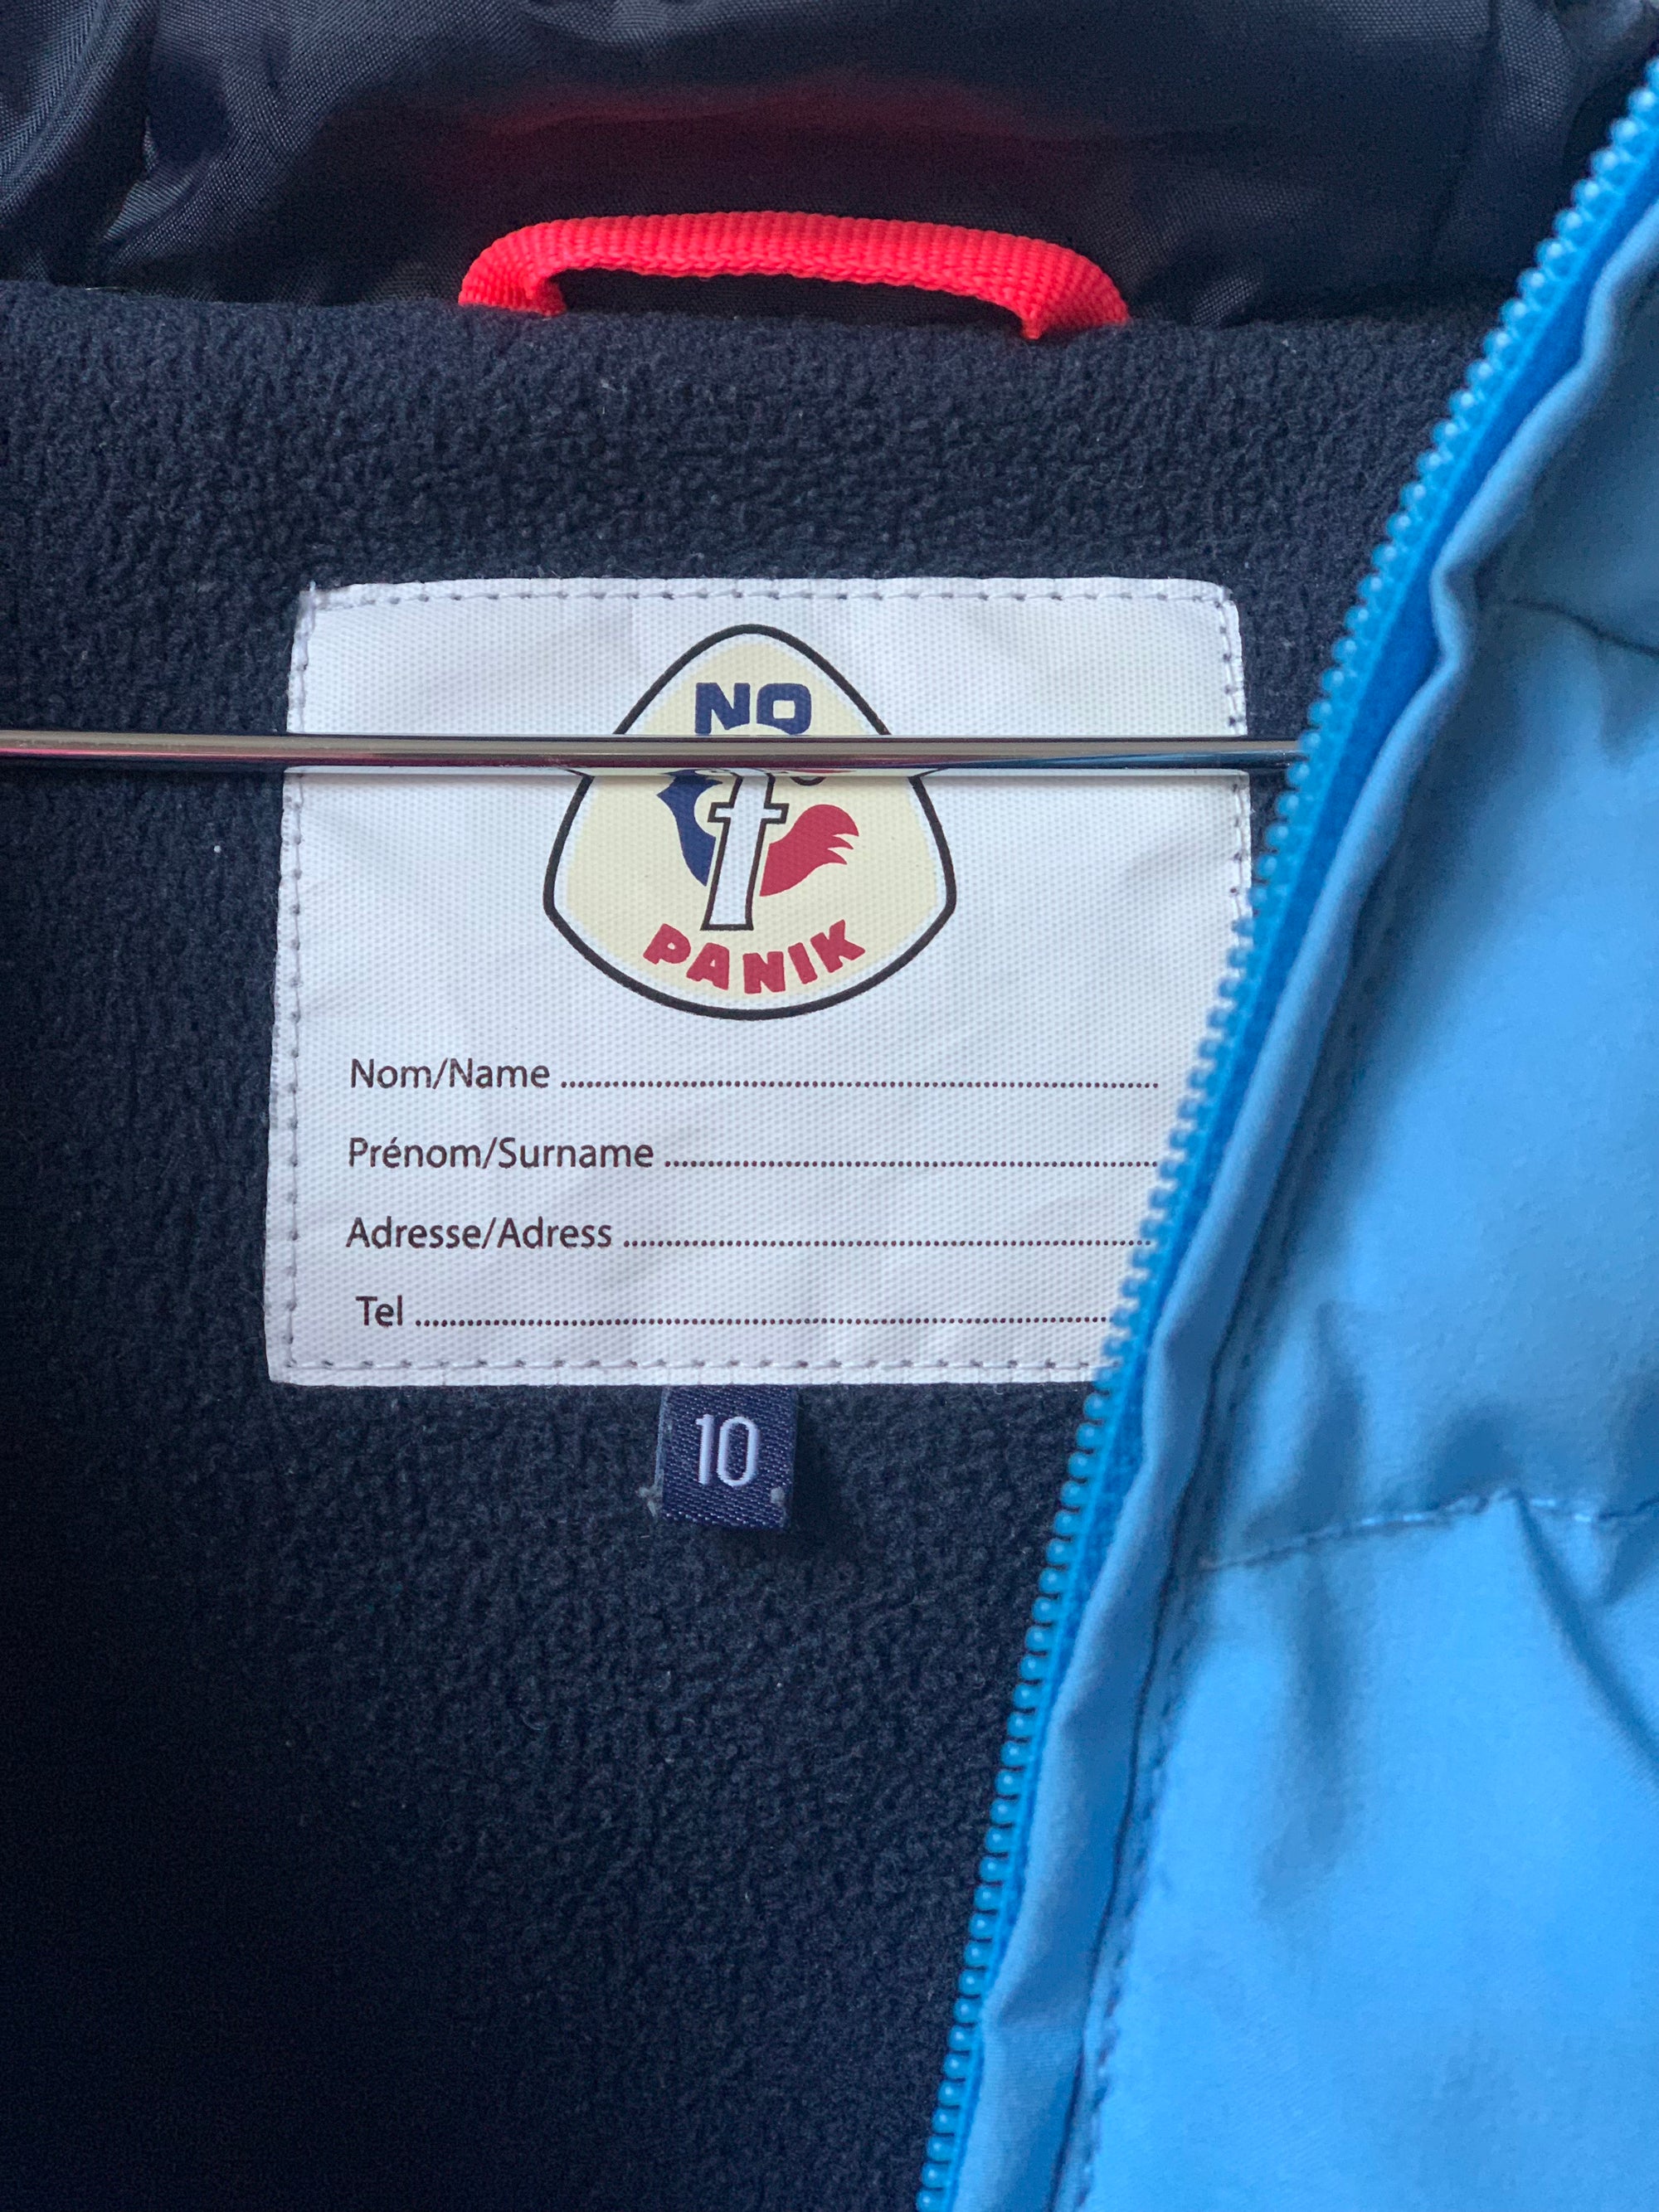 NO
f
PANIK
Nom/Name
Prénom/Surname
Adresse/Adress
Tel
10